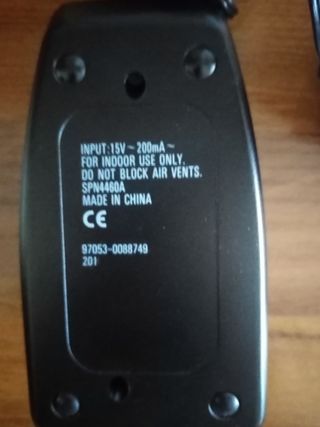 INPUT:15V ~ 200mA ~
FOR INDOOR USE ONLY.
DO NOT BLOCK AIR VENTS.
SPN4460A
MADE IN CHINA
CE
97053-0088749
201